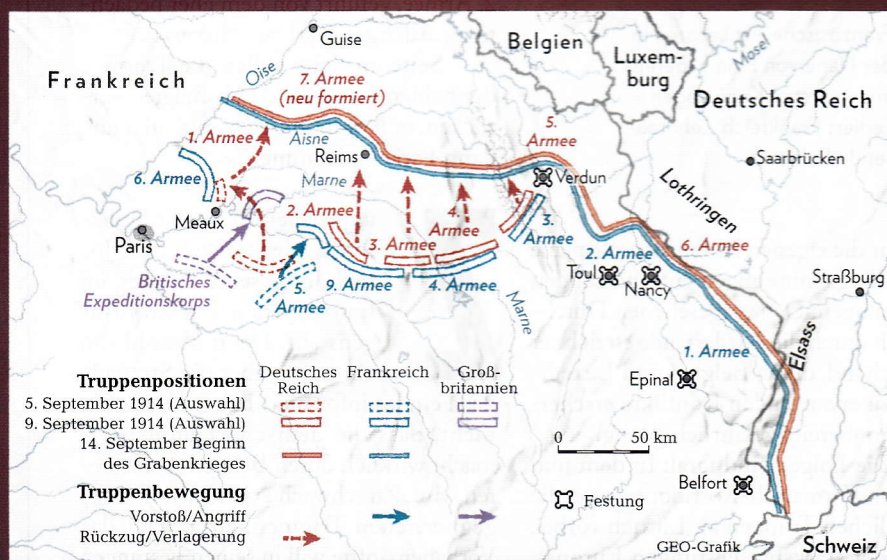 Guise
Belgien
Luxem-
burg
Mosel
Frankreich
Oise
7. Armee
(neu formiert)
Deutsches Reich
1. Armee
Aisne
5.
Armee
Reims
Saarbrücken
6. Armee
Marne
Verdun
Lothringen
Meaux
2. Armee
4.
Armee
3.
Armee
Paris
3. Armee
2. Armee
6. Armee
Toul
Nancy
Straßburg
Britisches
Expeditionskorps
5.
Armee
9. Armee
4. Armee
Marne
1. Armee
Elsass
Epinal
Belfort
Schweiz
Truppenpositionen
Deutsches
Reich
Frankreich
Groß-
britannien
5. September 1914 (Auswahl)
9. September 1914 (Auswahl)
14. September Beginn
des Grabenkrieges
Truppenbewegung
Vorstoß/Angriff
Rückzug/Verlagerung
0 50 km
Festung
GEO-Grafik